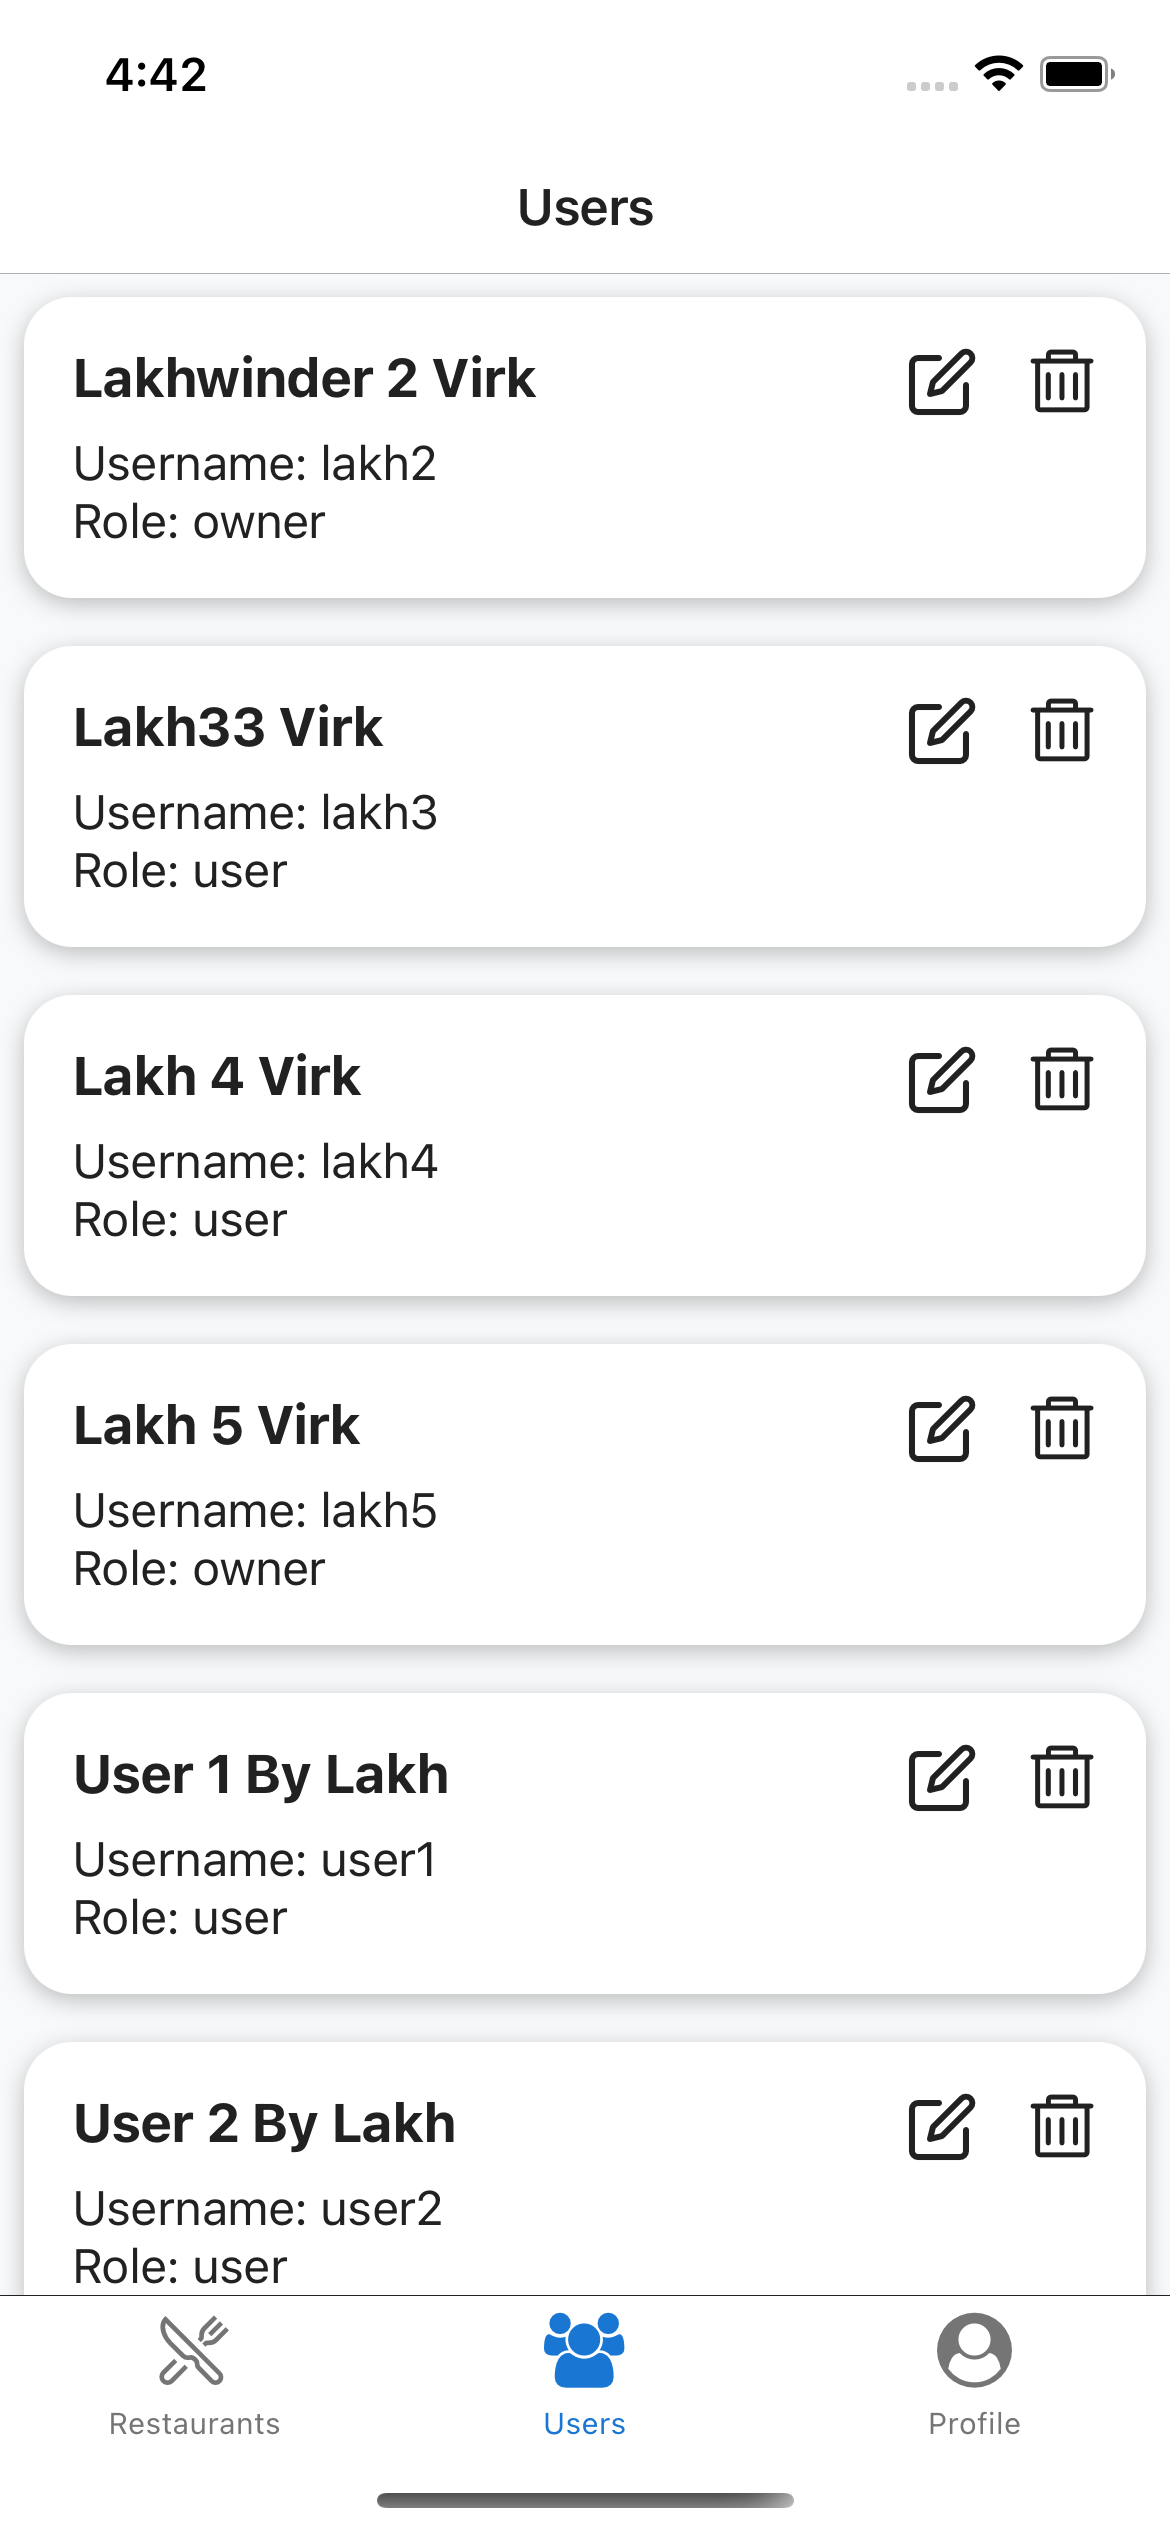 4:42
Users
Lakhwinder 2 Virk
Username: lakh2
Role: owner
Lakh33 Virk
Username: lakh3
Role: user
Lakh 4 Virk
Username: lakh4
Role: user
Lakh 5 Virk
Username: lakh5
Role: owner
User 1 By Lakh
Username: user1
Role: user
User 2 By Lakh
Username: user2
Role: user
Restaurants
Users
Profile